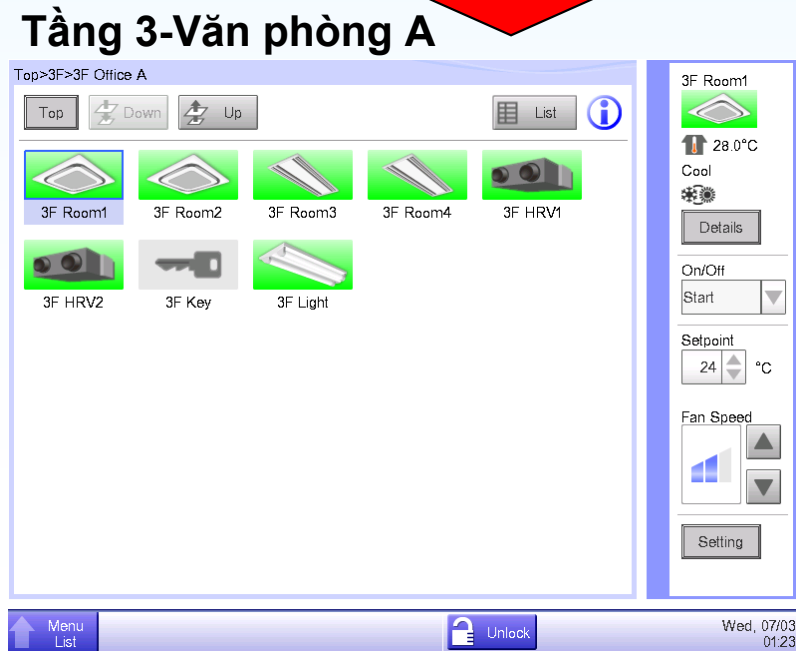 Tầng 3-Văn phòng A
Top>3F>3F Office A
Top
Down
Up
List
3F Room1
3F Room2
3F Room3
3F Room4
3F HRV1
3F HRV2
3F Key
3F Light
3F Room1
28.0°C
Cool
Details
On/Off
Start
Setpoint
24 °C
Fan Speed
Setting
Menu
List
Unlock
Wed, 07/03
01:23